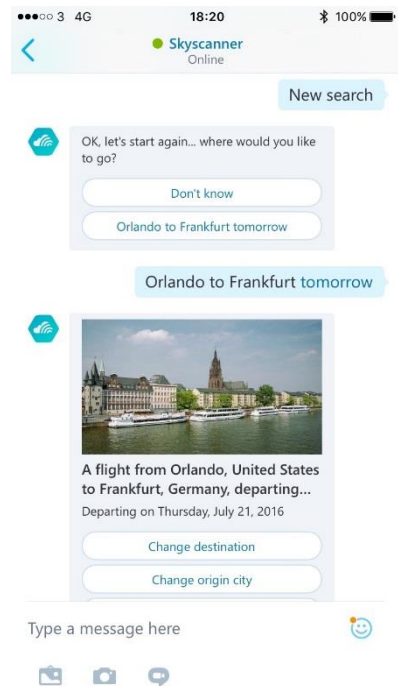 3 4G 18:20 100%
Skyscanner
Online
New search
OK, let's start again... where would you like
to go?
Don't know
Orlando to Frankfurt tomorrow
Orlando to Frankfurt tomorrow
A flight from Orlando, United States
to Frankfurt, Germany, departing...
Departing on Thursday, July 21, 2016
Change destination
Change origin city
Type a message here